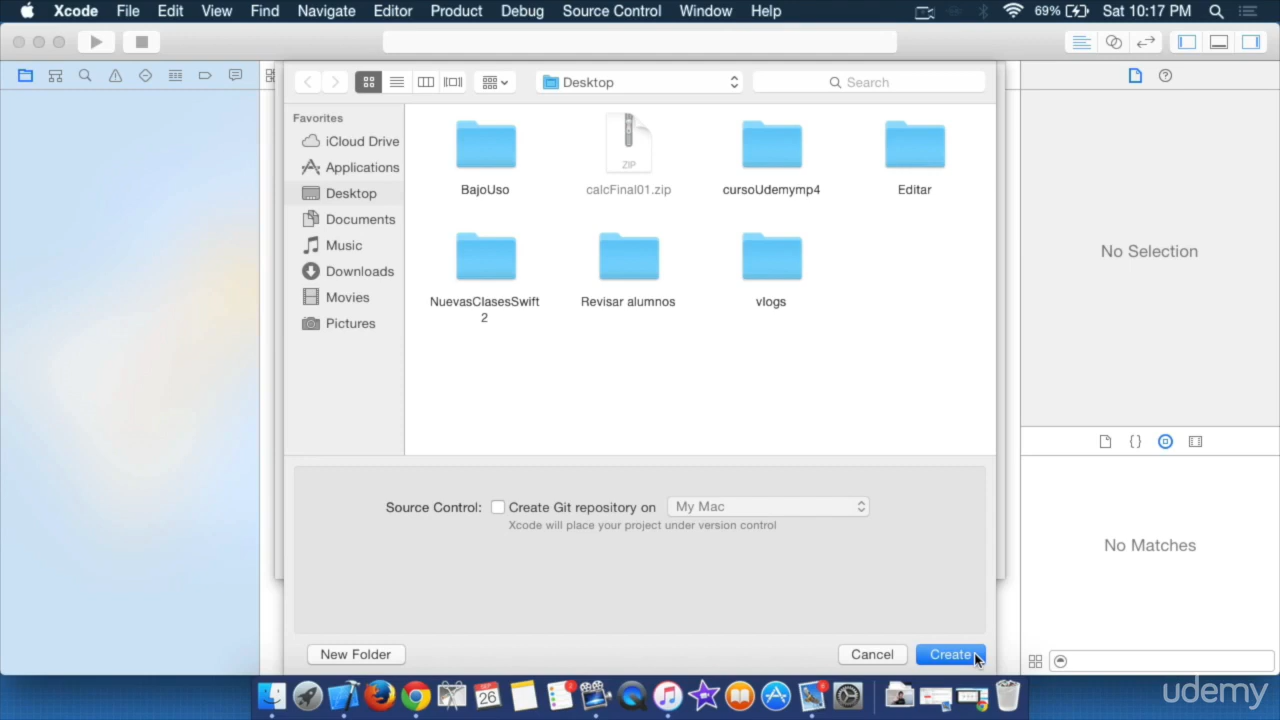 Xcode File Edit View Find Navigate Editor Product Debug Source Control Window Help 69% Sat 10:17 PM
Desktop
Search
Favorites
iCloud Drive
Applications
Desktop
Documents
Music
Downloads
Movies
Pictures
BajoUso
ZIP
calcFinal01.zip
cursoUdemymp4
Editar
NuevasClasesSwift
2
Revisar alumnos
vlogs
No Selection
Source Control: Create Git repository on My Mac
Xcode will place your project under version control
No Matches
New Folder
Cancel
Create
26
udemy